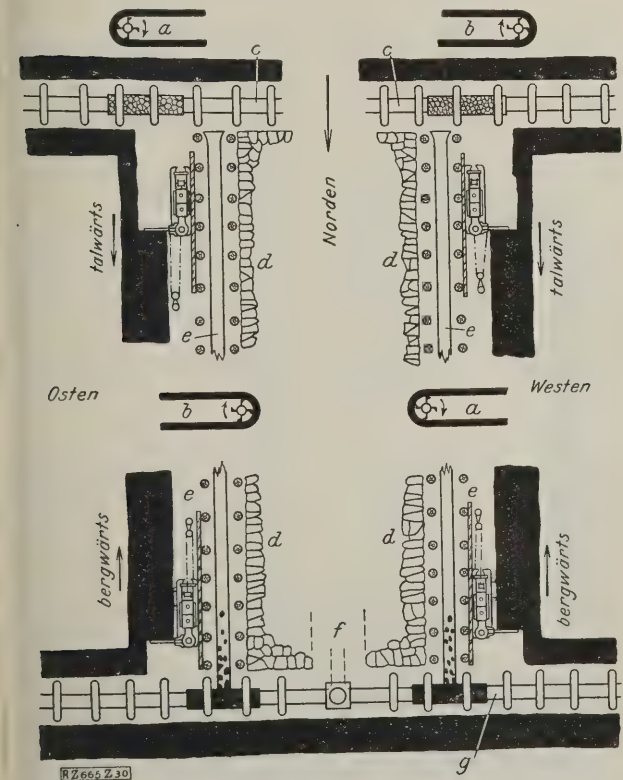 a
b
c
c
Norden
talwärts
talwärts
d
d
e
e
Osten
Westen
b
a
e
e
d
d
bergwärts
bergwärts
f
g
RZ665Z30